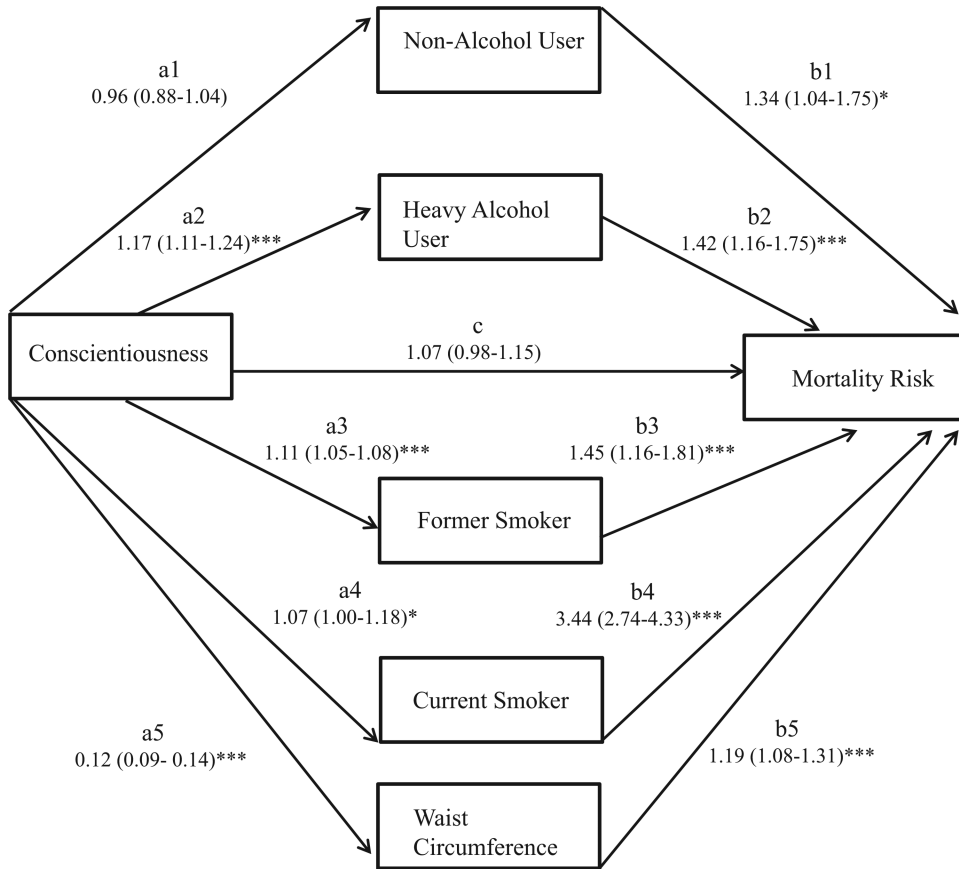 Non-Alcohol User
a1
0.96 (0.88-1.04)
b1
1.34 (1.04-1.75)*
Heavy Alcohol
User
a2
1.17 (1.11-1.24)***
b2
1.42 (1.16-1.75)***
Conscientiousness
c
1.07 (0.98-1.15)
Mortality Risk
a3
1.11 (1.05-1.08)***
b3
1.45 (1.16-1.81)***
Former Smoker
a4
1.07 (1.00-1.18)*
b4
3.44 (2.74-4.33)***
Current Smoker
a5
0.12 (0.09- 0.14)***
b5
1.19 (1.08-1.31)***
Waist
Circumference